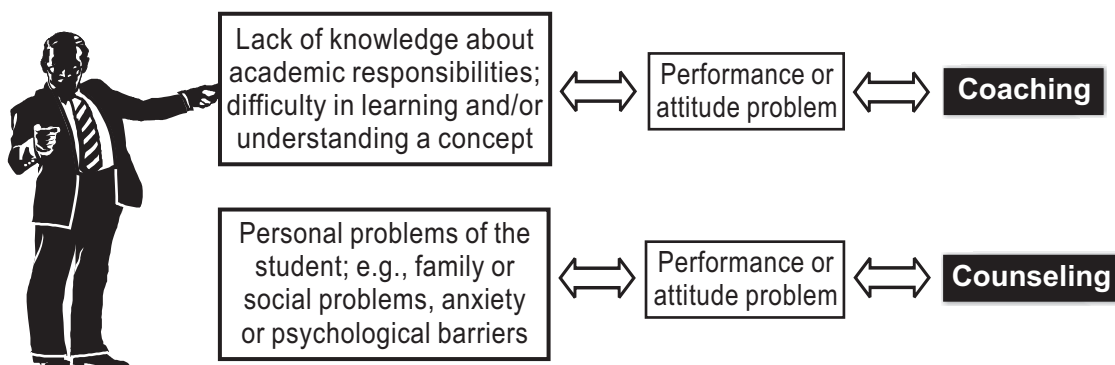 Lack of knowledge about
academic responsibilities;
difficulty in learning and/or
understanding a concept
Performance or
attitude problem
Coaching
Personal problems of the
student; e.g., family or
social problems, anxiety
or psychological barriers
Performance or
attitude problem
Counseling